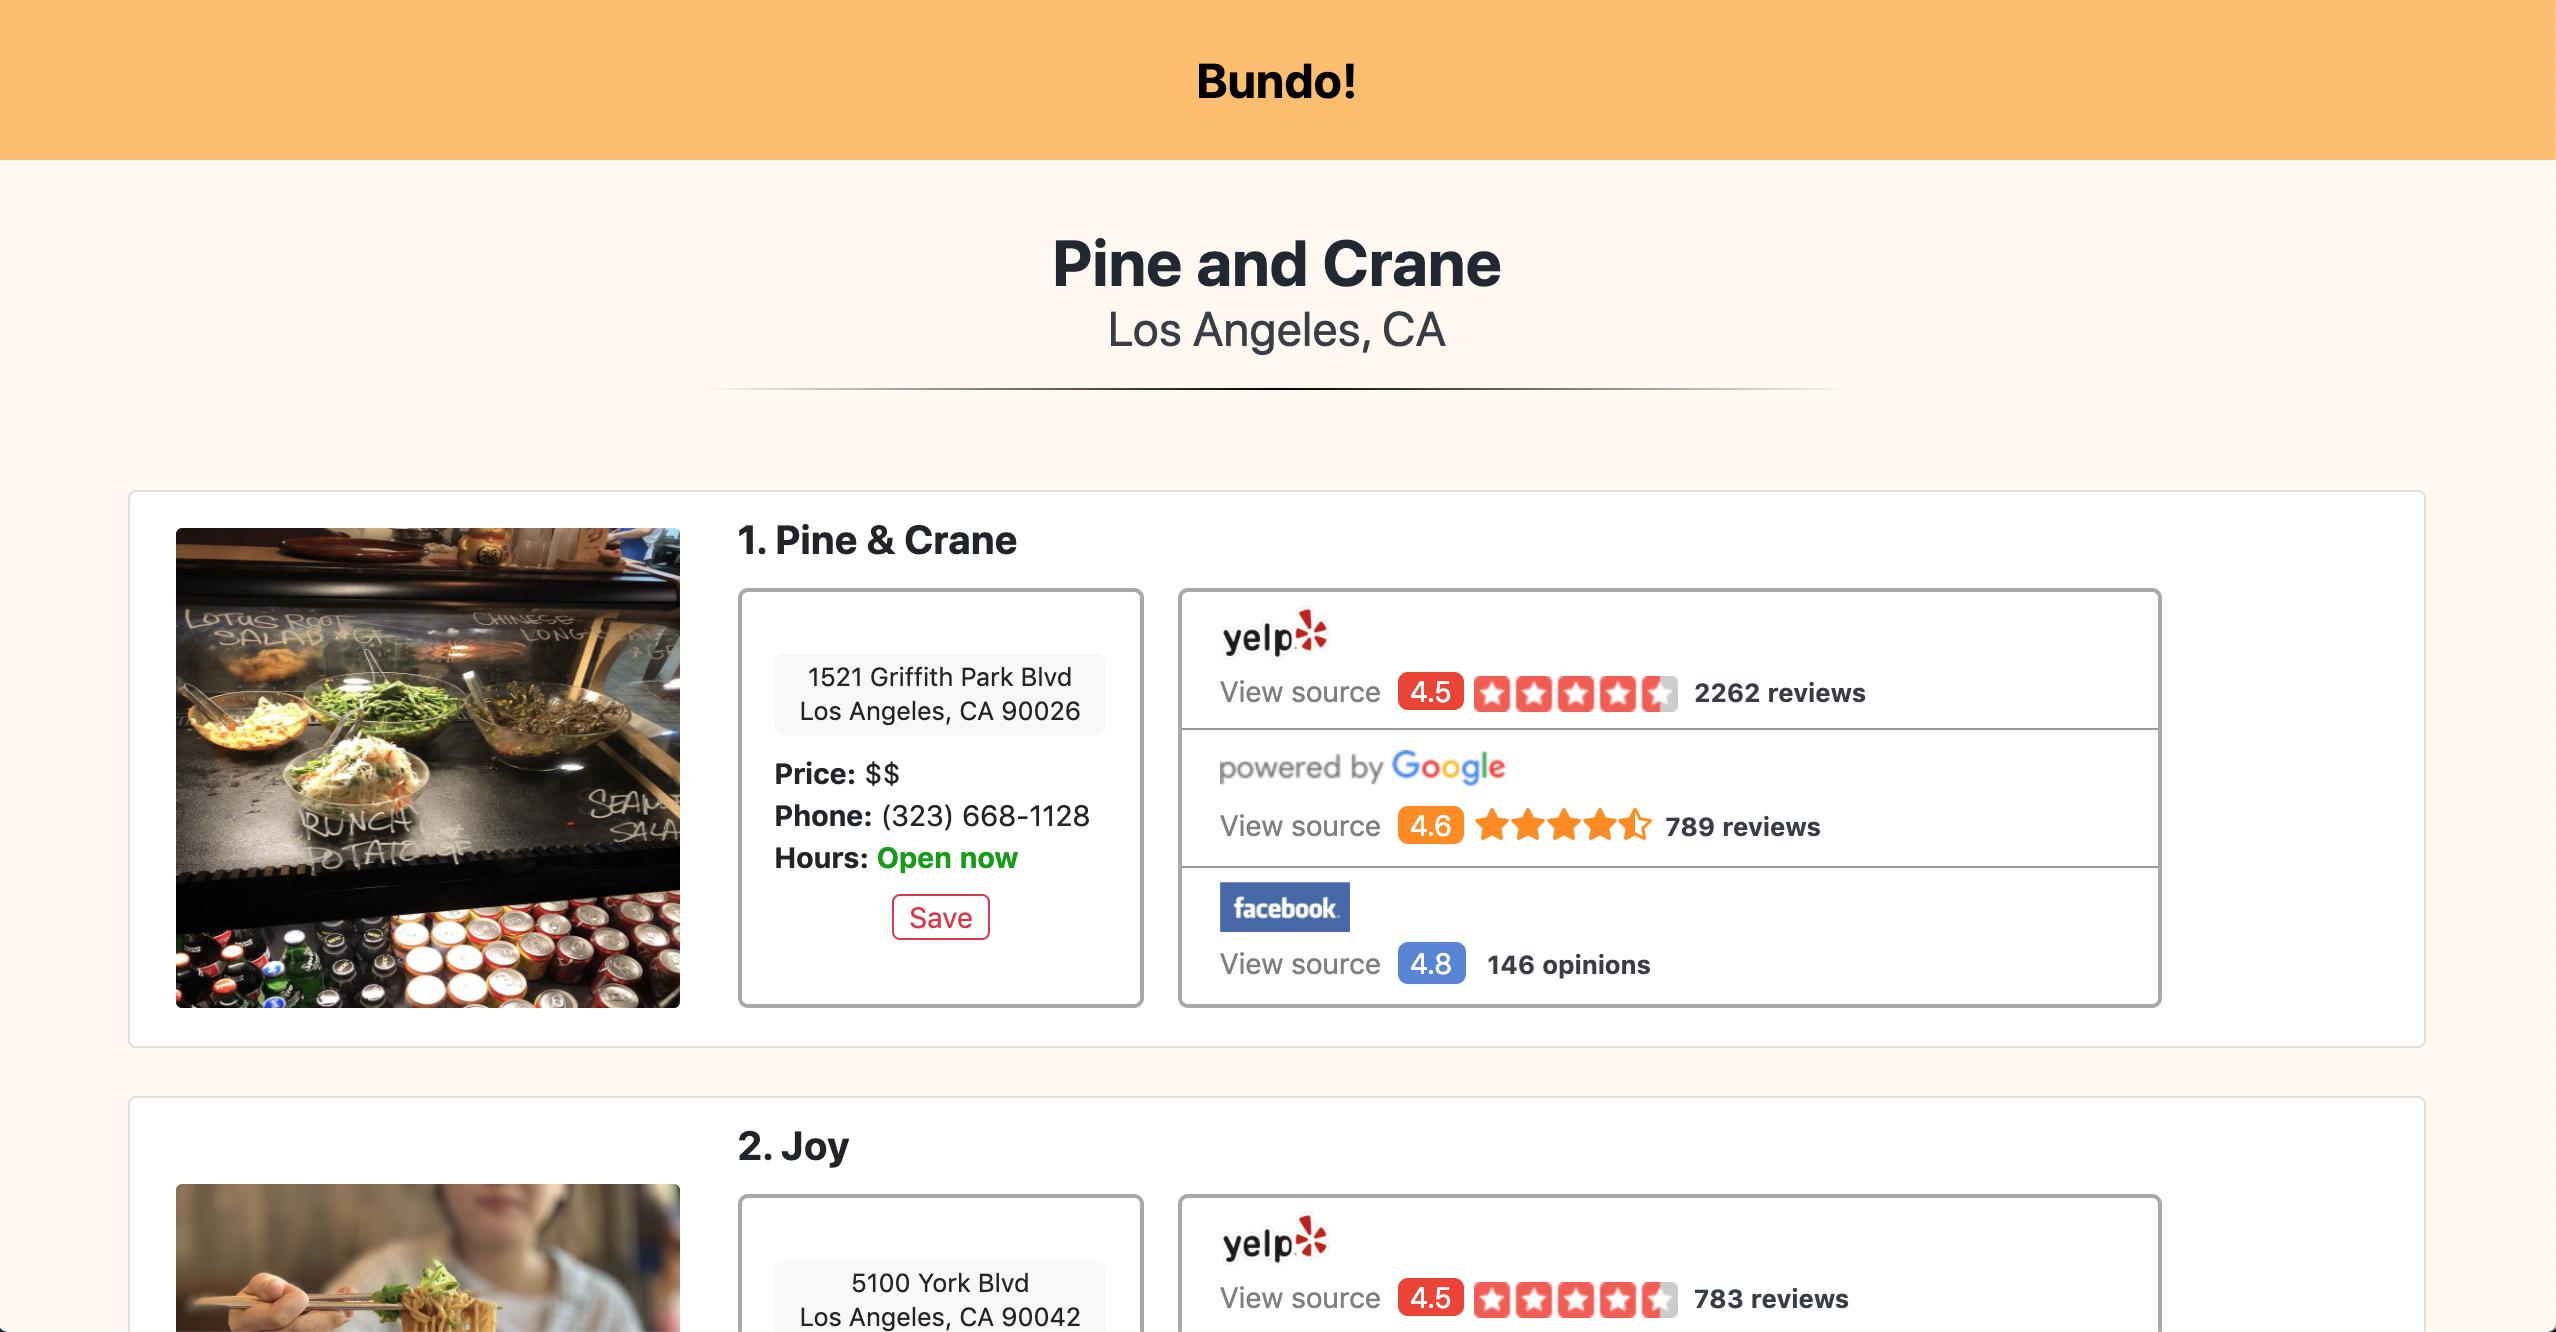 Bundo!
Pine and Crane
Los Angeles, CA
1. Pine & Crane
LOTUS ROOT
SALAD *GF
CHINESE
LONG
CRUNCH
POTATO GF
SALA
1521 Griffith Park Blvd
Los Angeles, CA 90026
Price: $$
Phone: (323) 668-1128
Hours: Open now
Save
yelp
View source 4.5 2262 reviews
powered by Google
View source 4.6 789 reviews
facebook
View source 4.8 146 opinions
2. Joy
5100 York Blvd
Los Angeles, CA 90042
yelp
View source 4.5 783 reviews